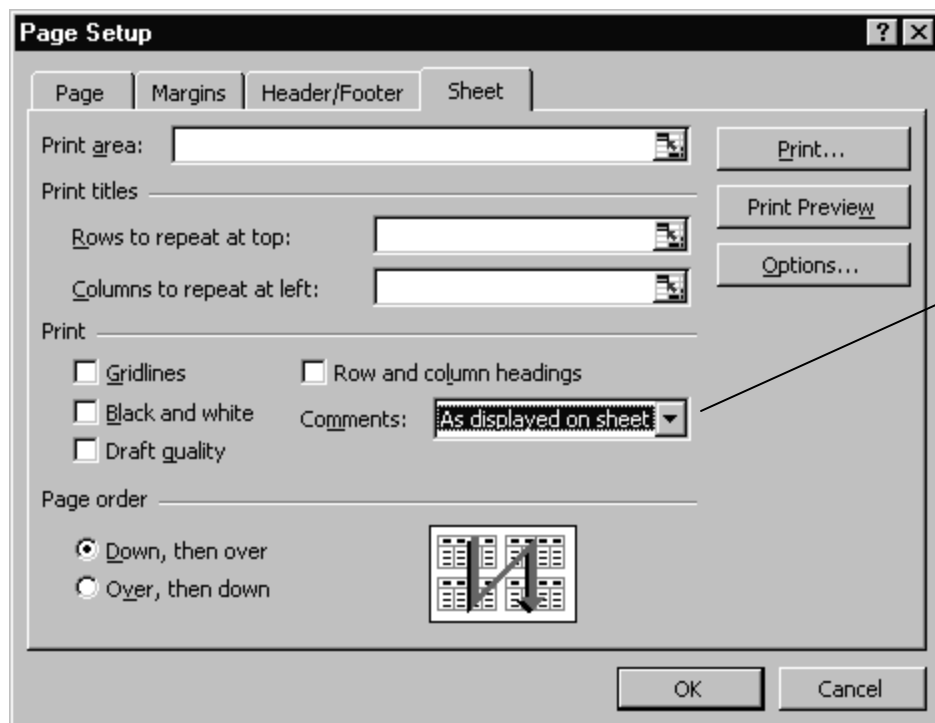 Page Setup
Page Margins Header/Footer Sheet
Print area:
Print...
Print titles
Print Preview
Rows to repeat at top:
Options...
Columns to repeat at left:
Print
Gridlines
Row and column headings
Black and white
Comments: As displayed on sheet
Draft quality
Page order
Down, then over
Over, then down
OK Cancel